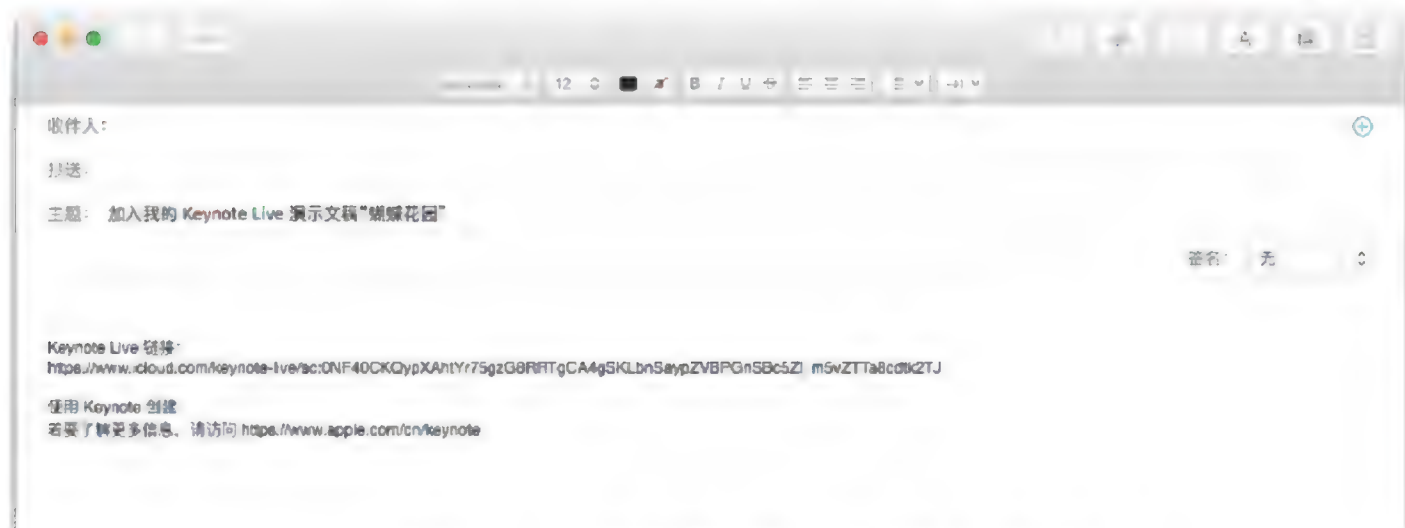 12
B I U S
收件人：
抄送：
主题： 加入我的 Keynote Live 演示文稿“蝴蝶花园”
签名： 无
Keynote Live 链接：
使用 Keynote 创建
若要了解更多信息，请访问 https://www.apple.com/cn/keynote